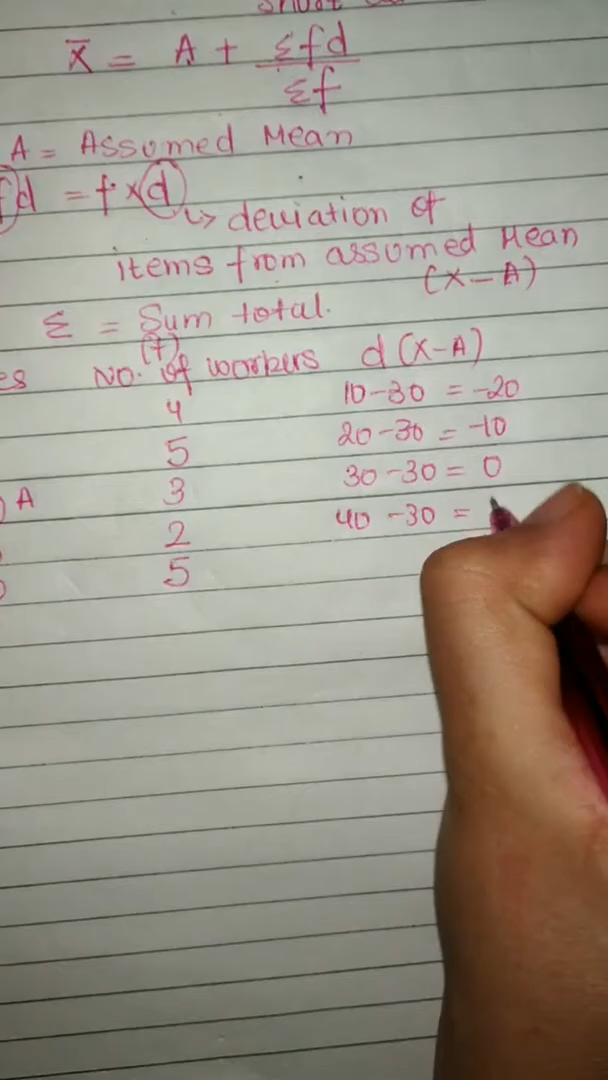 x̄ = A + Σfd / Σf
A = Assumed Mean
fd = f × d
↳ deviation of
items from assumed Mean
(X - A)
Σ = Sum total.
(f)
No. of workers d (X-A)
4 10-30 = -20
5 20-30 = -10
A 3 30-30 = 0
2 40-30 =
5